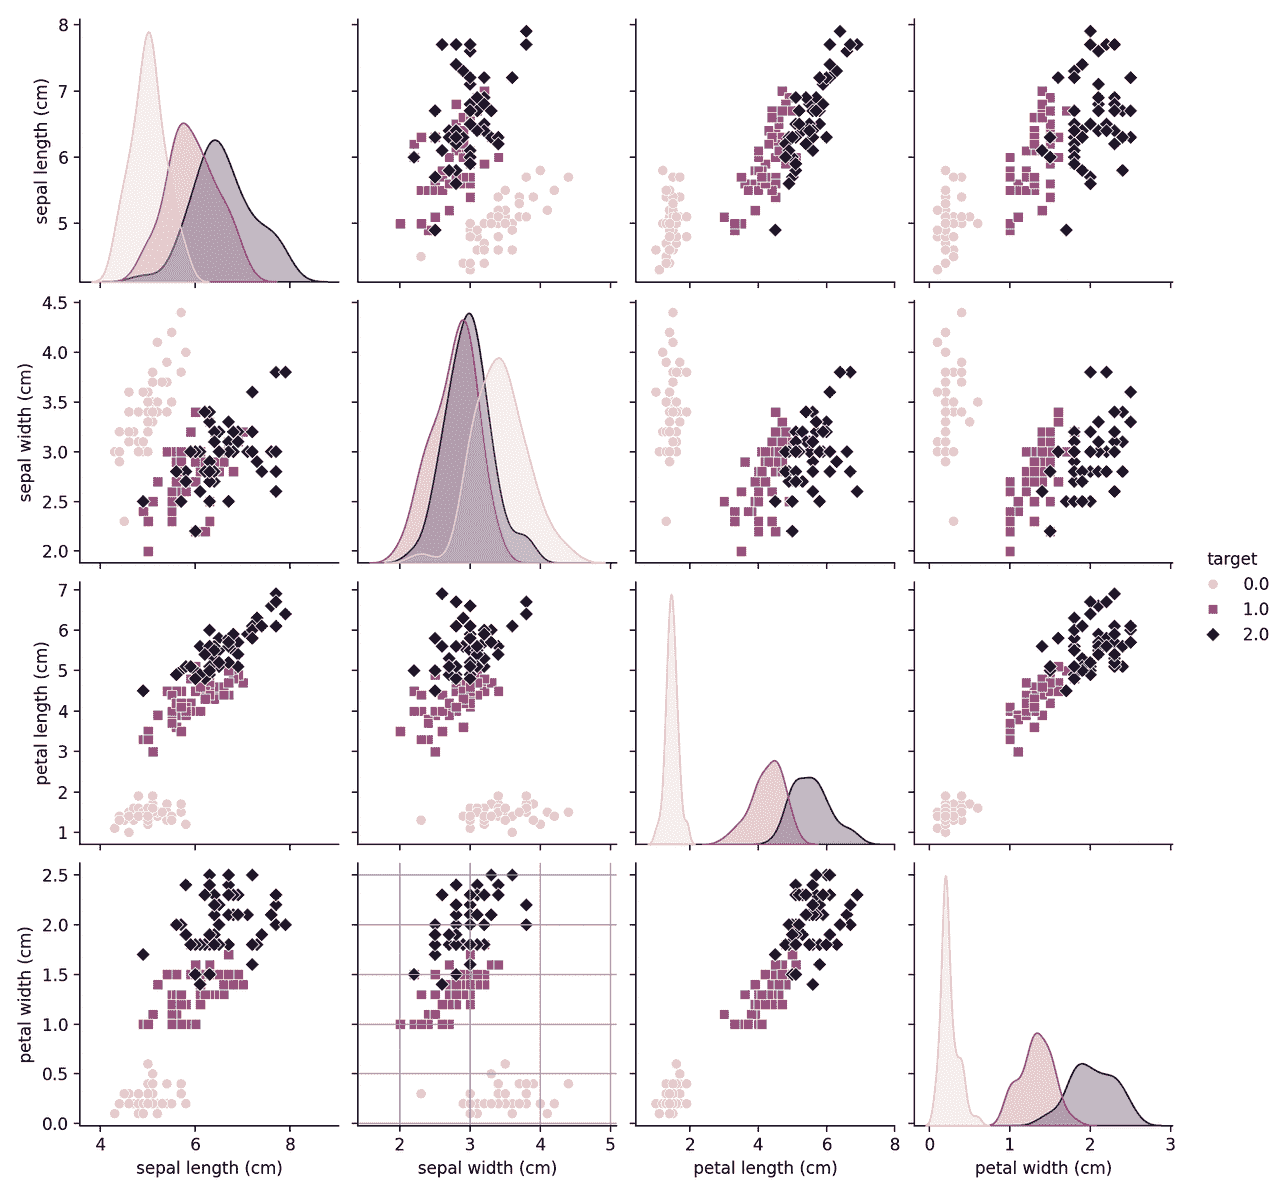 8
7
6
5
sepal length (cm)
4.5
4.0
3.5
3.0
2.5
2.0
sepal width (cm)
7
6
5
4
3
2
1
petal length (cm)
2.5
2.0
1.5
1.0
0.5
0.0
petal width (cm)
4 6 8
sepal length (cm)
2 3 4 5
sepal width (cm)
2 4 6 8
petal length (cm)
0 1 2 3
petal width (cm)
target
0.0
1.0
2.0